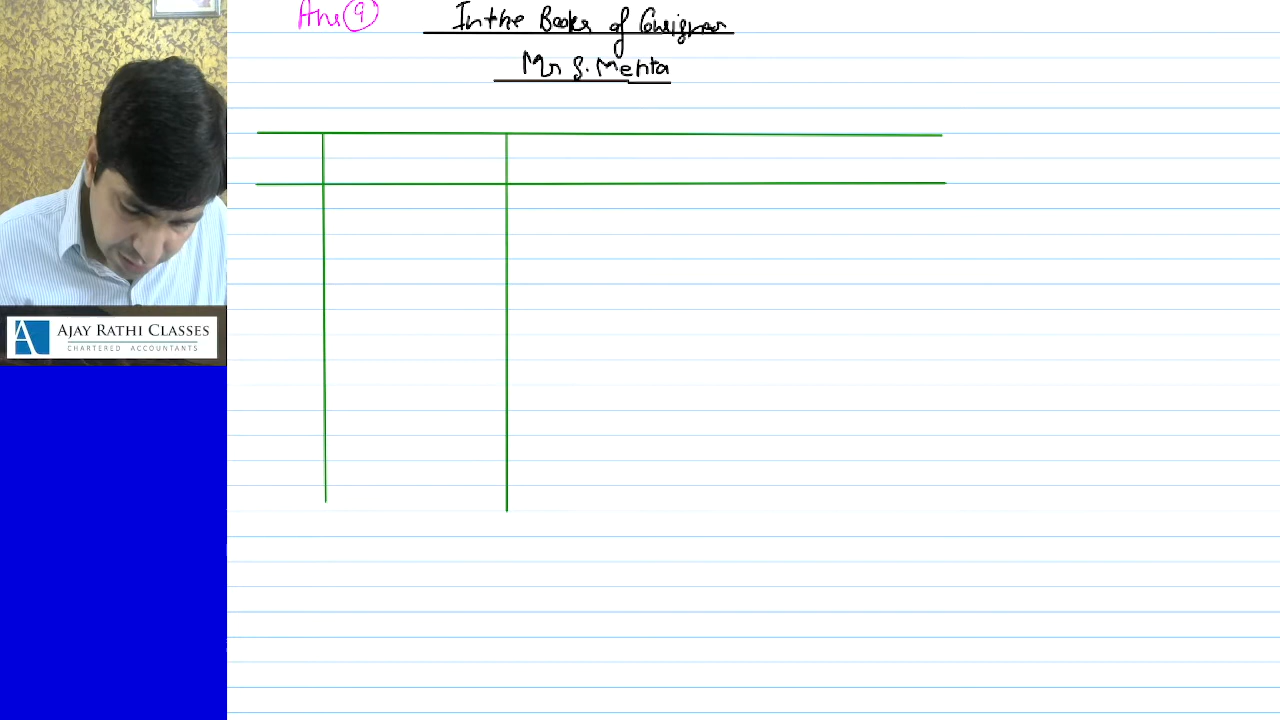 Ans 9
In the Books of Consignor
Mr S. Mehta
AJAY RATHI CLASSES
CHARTERED ACCOUNTANTS